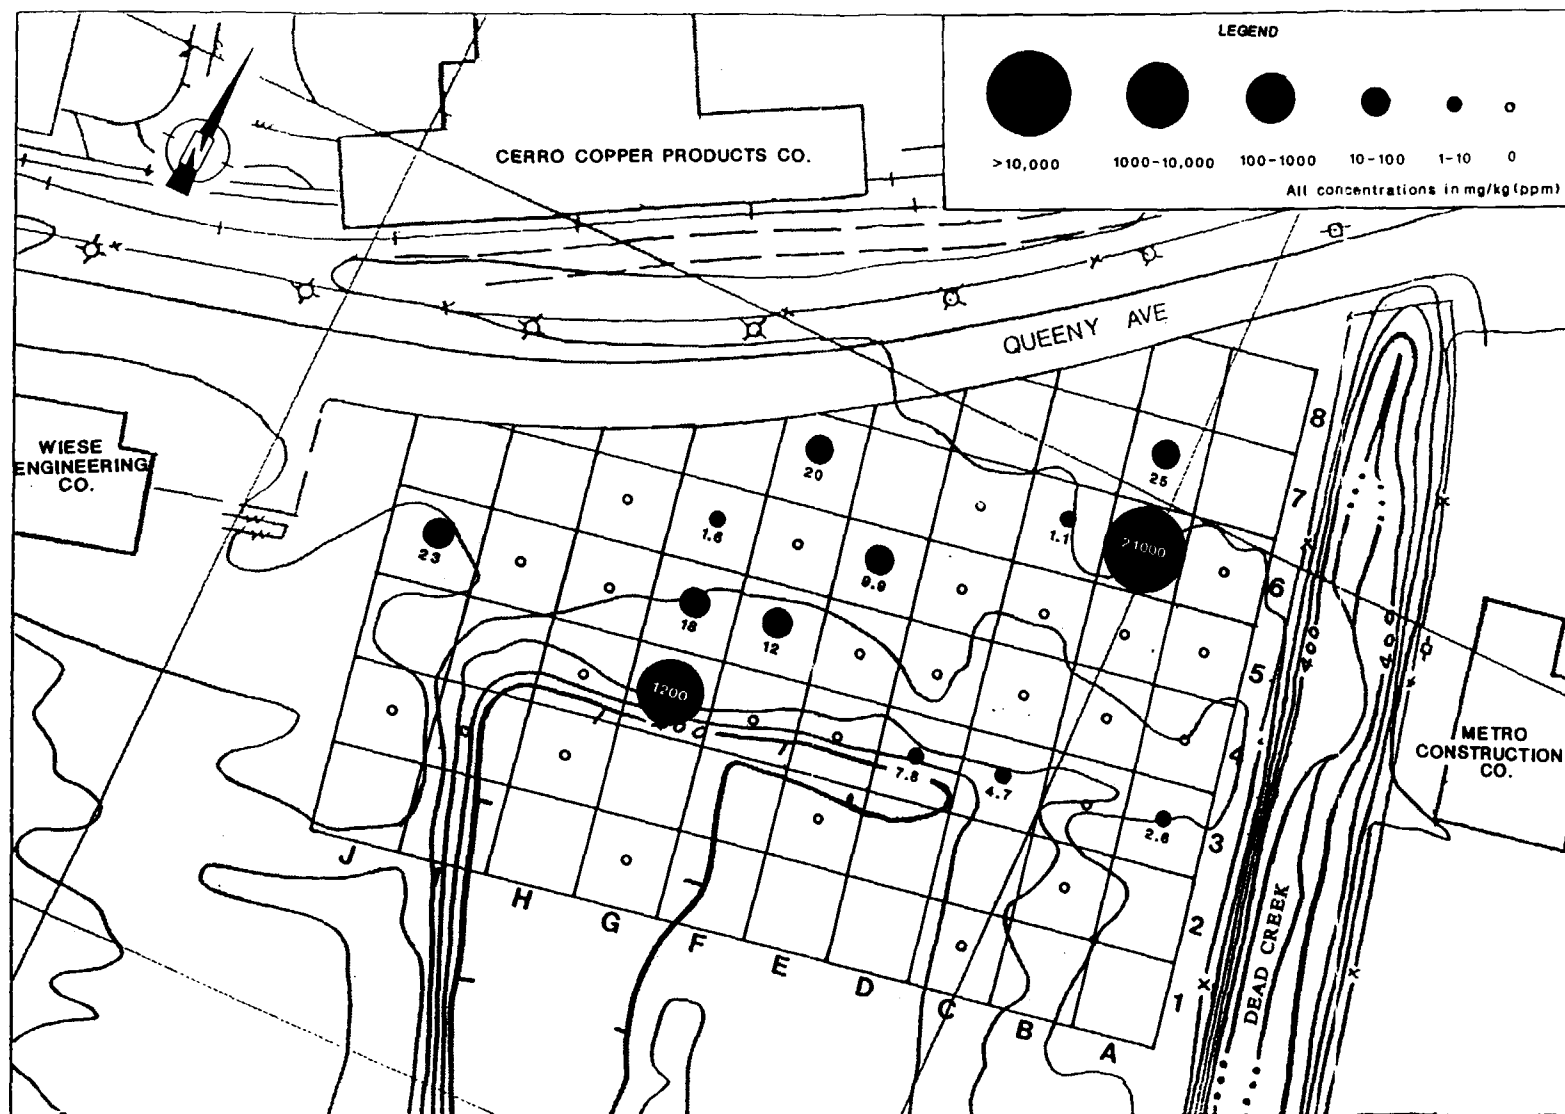 LEGEND
>10,000 1000-10,000 100-1000 10-100 1-10 0
All concentrations in mg/kg (ppm)
N
CERRO COPPER PRODUCTS CO.
QUEENY AVE
WIESE
ENGINEERING
CO.
8
7
6
5
4
3
2
1
20
25
1.6
1.1
21000
23
9.9
18
12
1200
400
7.8
4.7
2.6
400
400
METRO
CONSTRUCTION
CO.
DEAD CREEK
J
H
G
F
E
D
C
B
A